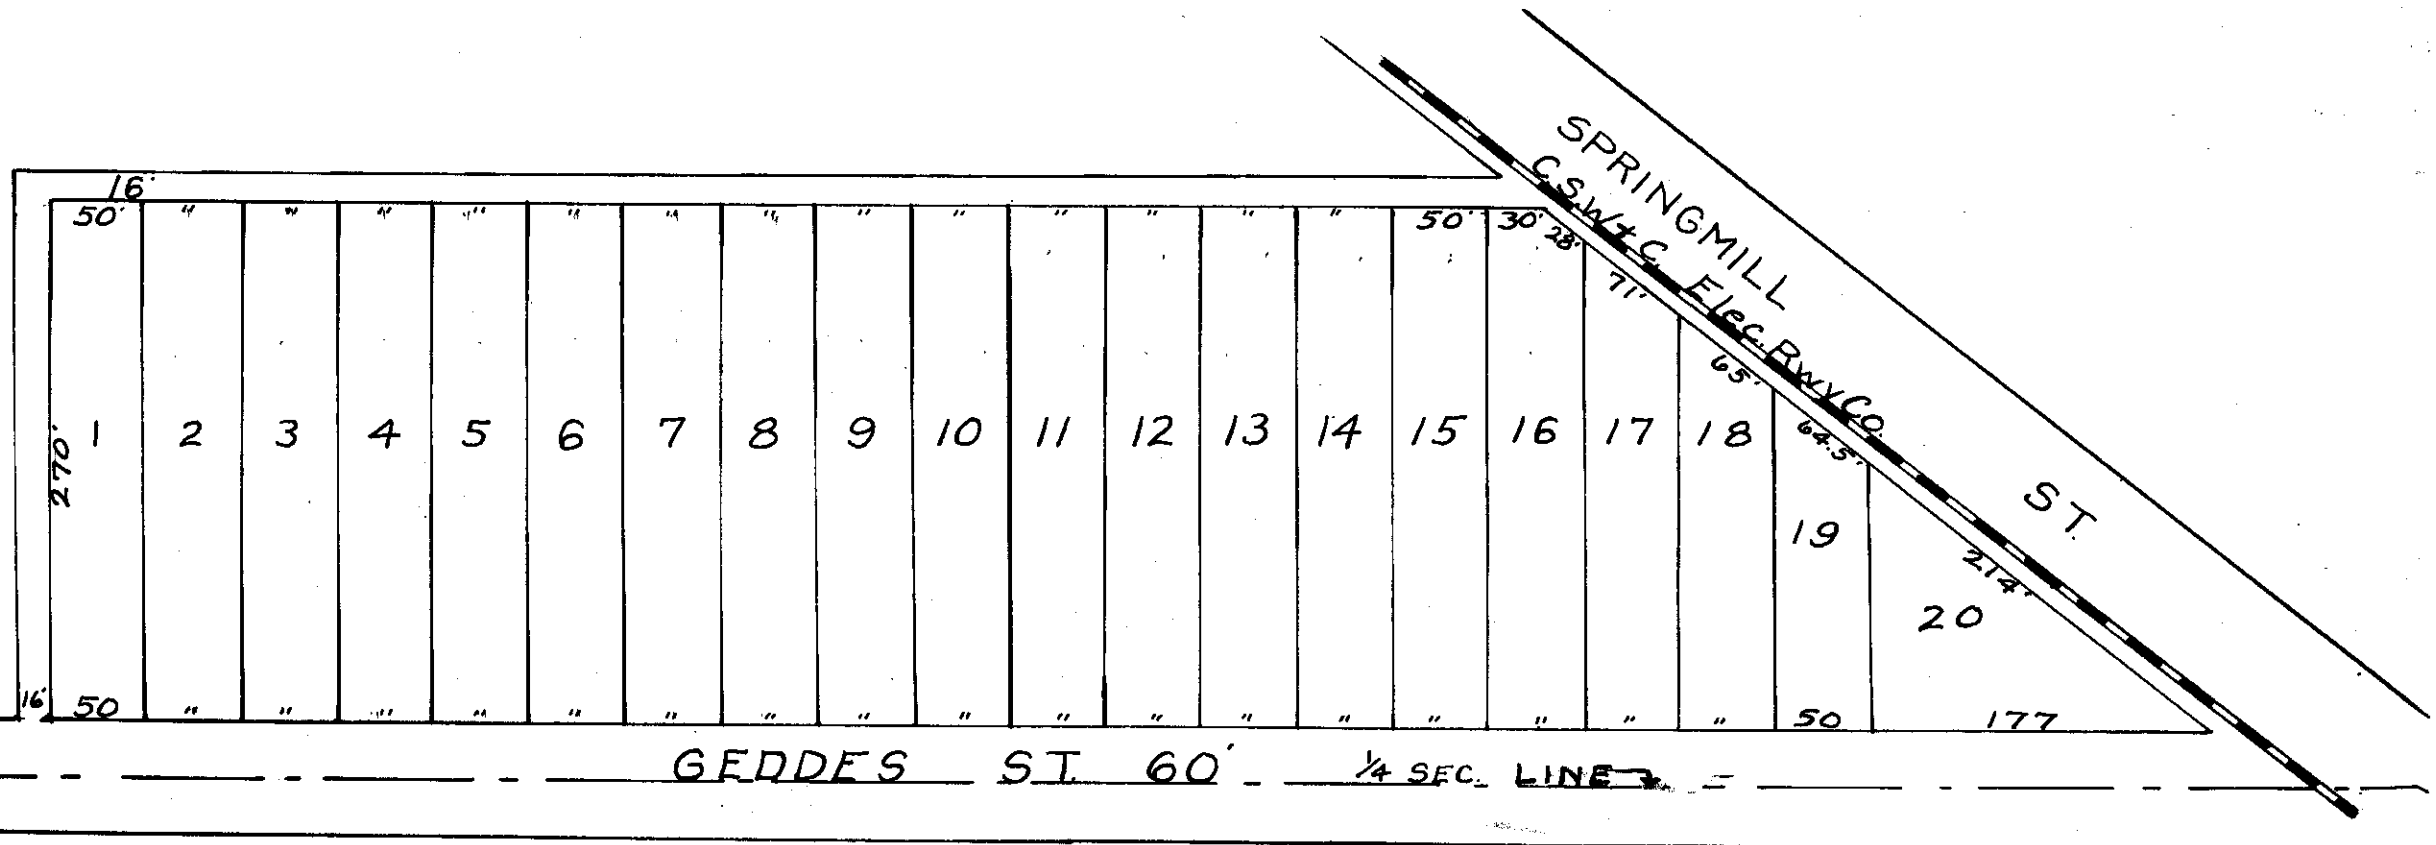 SPRINGMILL ST.
C.S.W.&C. Elec. Rwy Co.
16'
50' " " " " " " " " " " " " " 50' 30' 28'
71'
65'
64.5'
214'
270'
1 2 3 4 5 6 7 8 9 10 11 12 13 14 15 16 17 18
19
20
16' 50 " " " " " " " " " " " " " " " " " 50 177
GEDDES ST. 60' 1/4 SEC. LINE